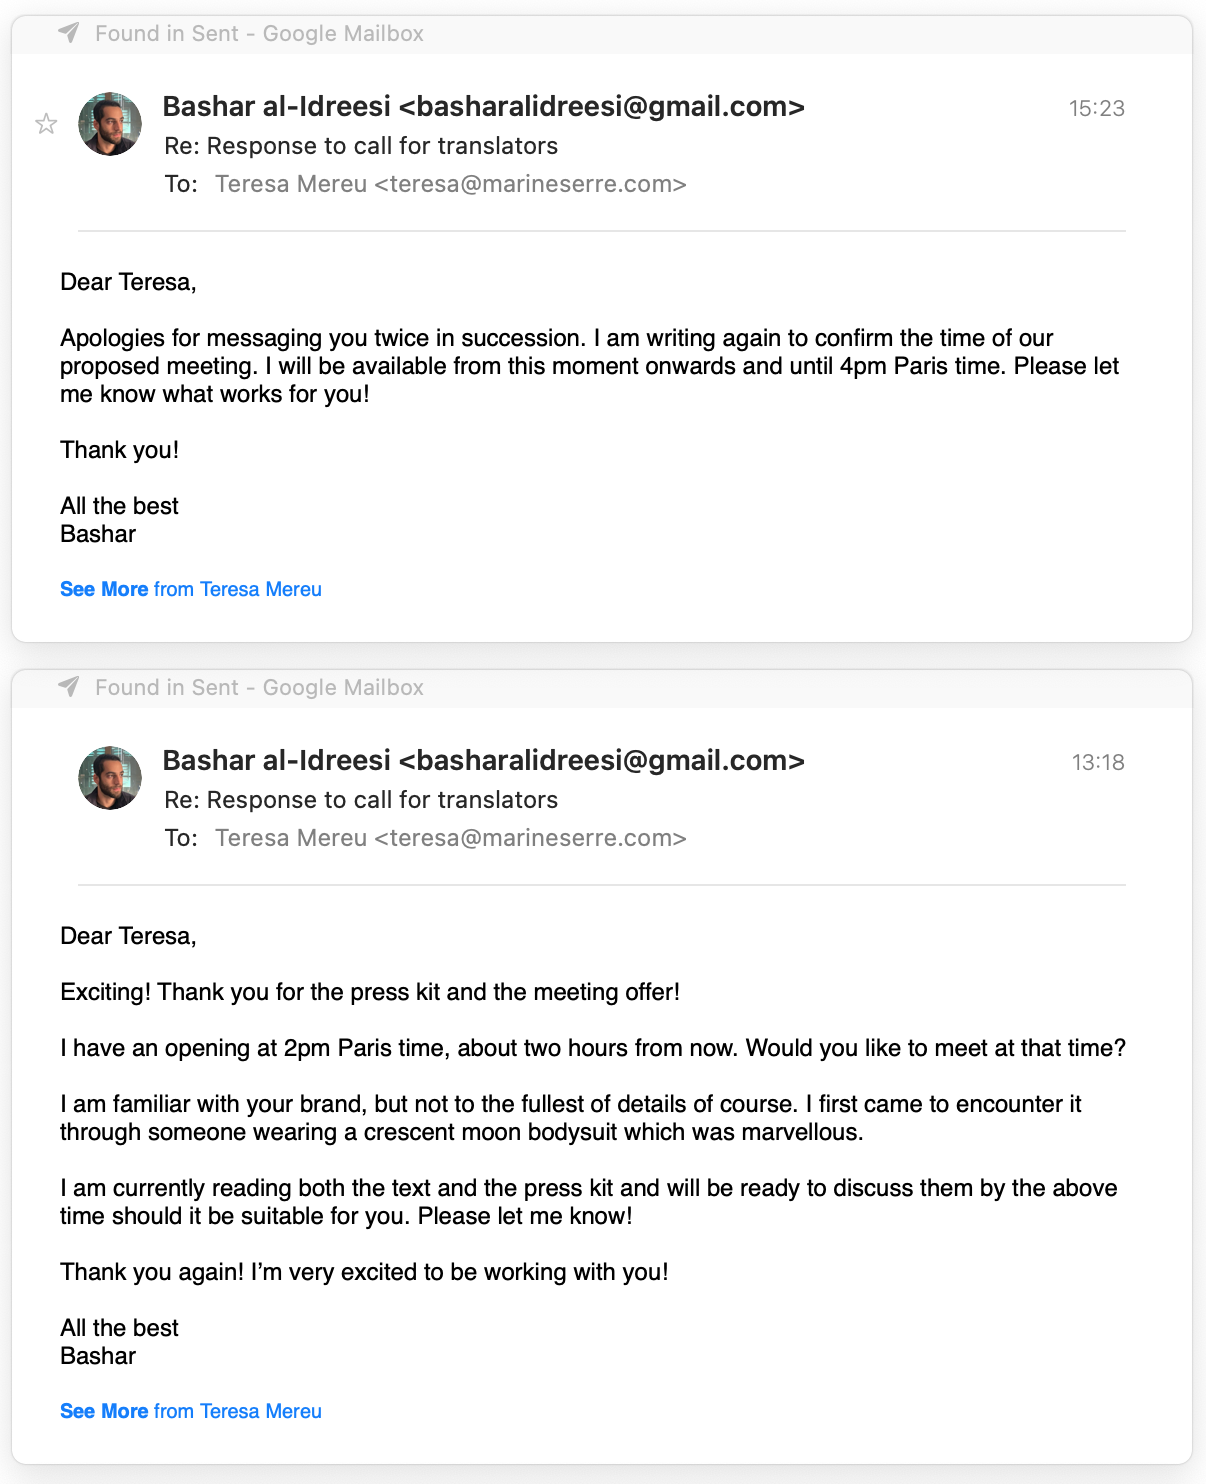 Found in Sent - Google Mailbox
Bashar al-Idreesi <basharalidreesi@gmail.com>
15:23
Re: Response to call for translators
To: Teresa Mereu <teresa@marineserre.com>
Dear Teresa,
Apologies for messaging you twice in succession. I am writing again to confirm the time of our
proposed meeting. I will be available from this moment onwards and until 4pm Paris time. Please let
me know what works for you!
Thank you!
All the best
Bashar
See More from Teresa Mereu
Found in Sent - Google Mailbox
Bashar al-Idreesi <basharalidreesi@gmail.com>
13:18
Re: Response to call for translators
To: Teresa Mereu <teresa@marineserre.com>
Dear Teresa,
Exciting! Thank you for the press kit and the meeting offer!
I have an opening at 2pm Paris time, about two hours from now. Would you like to meet at that time?
I am familiar with your brand, but not to the fullest of details of course. I first came to encounter it
through someone wearing a crescent moon bodysuit which was marvellous.
I am currently reading both the text and the press kit and will be ready to discuss them by the above
time should it be suitable for you. Please let me know!
Thank you again! I’m very excited to be working with you!
All the best
Bashar
See More from Teresa Mereu